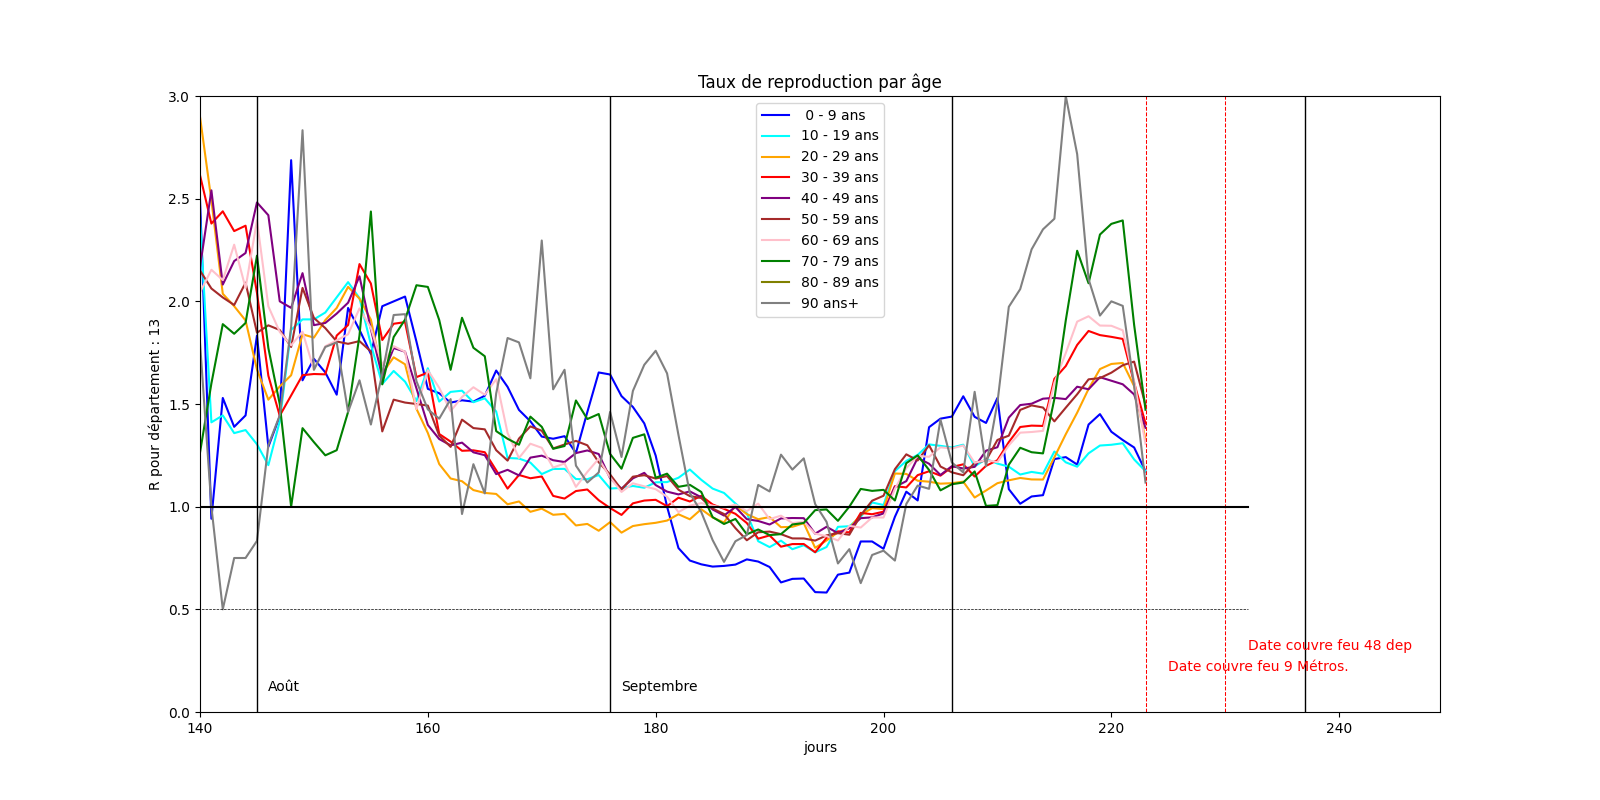 Taux de reproduction par âge
R pour département : 13
3.0
2.5
2.0
1.5
1.0
0.5
0.0
0 - 9 ans
10 - 19 ans
20 - 29 ans
30 - 39 ans
40 - 49 ans
50 - 59 ans
60 - 69 ans
70 - 79 ans
80 - 89 ans
90 ans+
Date couvre feu 48 dep
Date couvre feu 9 Métros.
Août
Septembre
140
160
180
200
220
240
jours